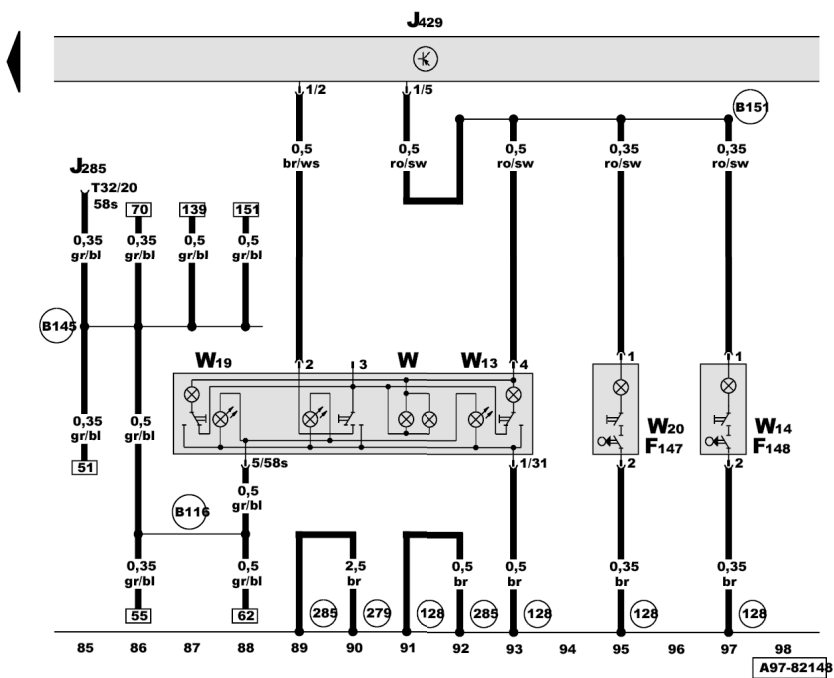 J429
1/2
1/5
B151
0,5
br/ws
0,5
ro/sw
0,5
ro/sw
0,35
ro/sw
0,35
ro/sw
J285
T32/20
58s
70
139
151
0,35
gr/bl
0,35
gr/bl
0,5
gr/bl
0,5
gr/bl
B145
W19
2
3
W
W13
4
1
1
0,35
gr/bl
0,5
gr/bl
W20
F147
W14
F148
51
5/58s
1/31
2
2
0,5
gr/bl
B116
0,35
gr/bl
0,5
gr/bl
2,5
br
0,5
br
0,5
br
0,35
br
0,35
br
55
62
285
279
128
285
128
128
128
85 86 87 88 89 90 91 92 93 94 95 96 97 98
A97-82148